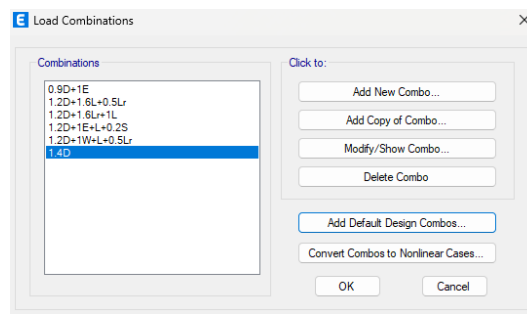 E Load Combinations
Combinations
0.9D+1E
1.2D+1.6L+0.5Lr
1.2D+1.6Lr+1L
1.2D+1E+L+0.2S
1.2D+1W+L+0.5Lr
1.4D
Click to:
Add New Combo...
Add Copy of Combo...
Modify/Show Combo...
Delete Combo
Add Default Design Combos...
Convert Combos to Nonlinear Cases...
OK
Cancel